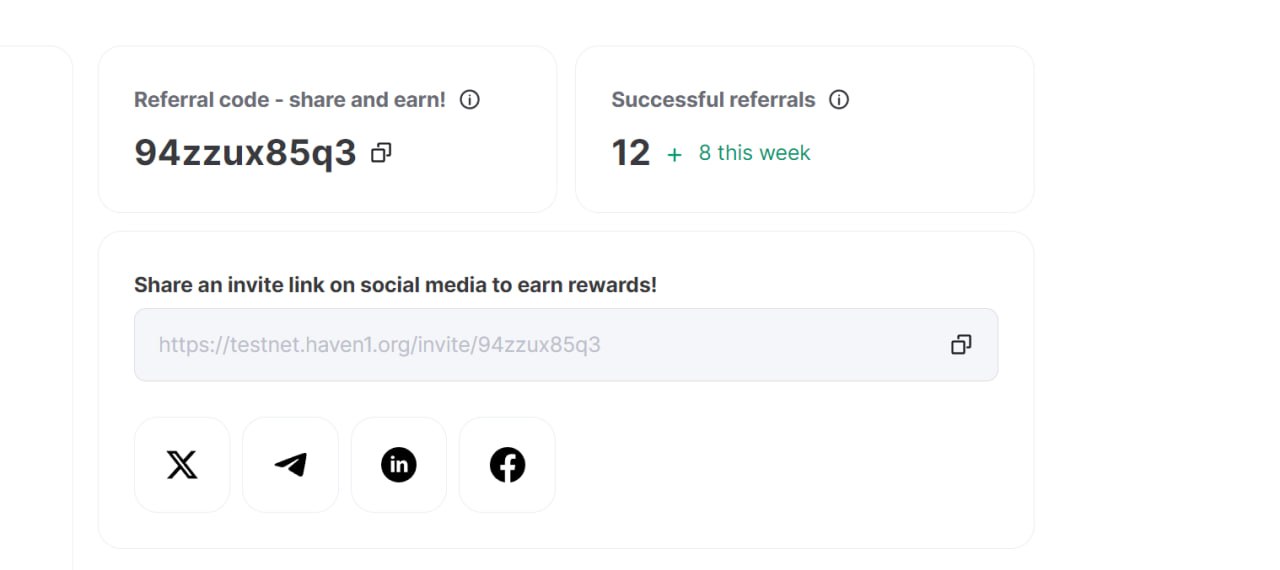 Referral code - share and earn!
94zzux85q3
Successful referrals
12 + 8 this week
Share an invite link on social media to earn rewards!
https://testnet.haven1.org/invite/94zzux85q3
in